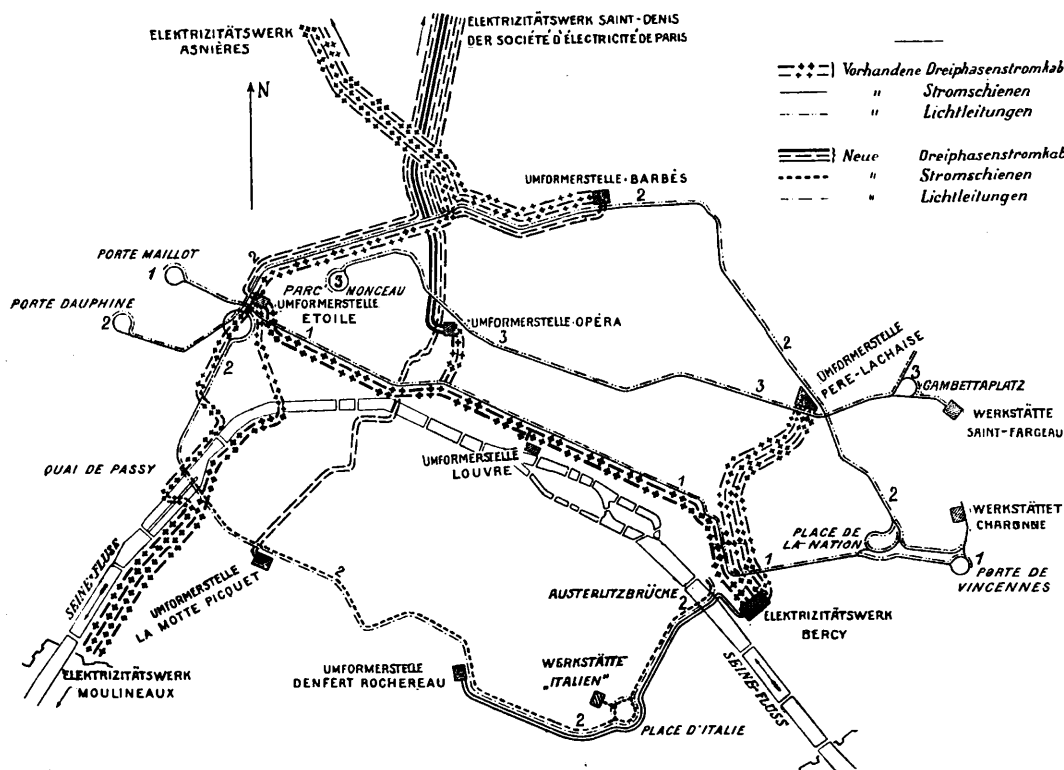 ELEKTRIZITÄTSWERK
ASNIÈRES
ELEKTRIZITÄTSWERK SAINT-DENIS
DER SOCIÉTÉ D'ÉLECTRICITÉ DE PARIS
Vorhandene Dreiphasenstromkab
" Stromschienen
" Lichtleitungen
Neue Dreiphasenstromkab
" Stromschienen
" Lichtleitungen
N
UMFORMERSTELLE-BARBÈS
2
2
PORTE MAILLOT
1
PORTE DAUPHINE
2
3
PARC MONCEAU
UMFORMERSTELLE
ETOILE
1
2
UMFORMERSTELLE-OPÉRA
3
2
UMFORMERSTELLE
PERE-LACHAISE
3
3
GAMBETTAPLATZ
WERKSTÄTTE
SAINT-FARGEAU
QUAI DE PASSY
UMFORMERSTELLE
LOUVRE
1
2
WERKSTÄTTET
CHARONNE
PLACE DE
LA-NATION
1
1
PORTE DE
VINCENNES
SEINE-FLUSS
UMFORMERSTELLE
LA MOTTE PICQUET
2
AUSTERLITZBRÜCKE
2
ELEKTRIZITÄTSWERK
BERCY
ELEKTRIZITÄTSWERK
MOULINEAUX
UMFORMERSTELLE
DENFERT ROCHEREAU
WERKSTÄTTE
„ITALIEN"
2
PLACE D'ITALIE
SEINE-FLUSS